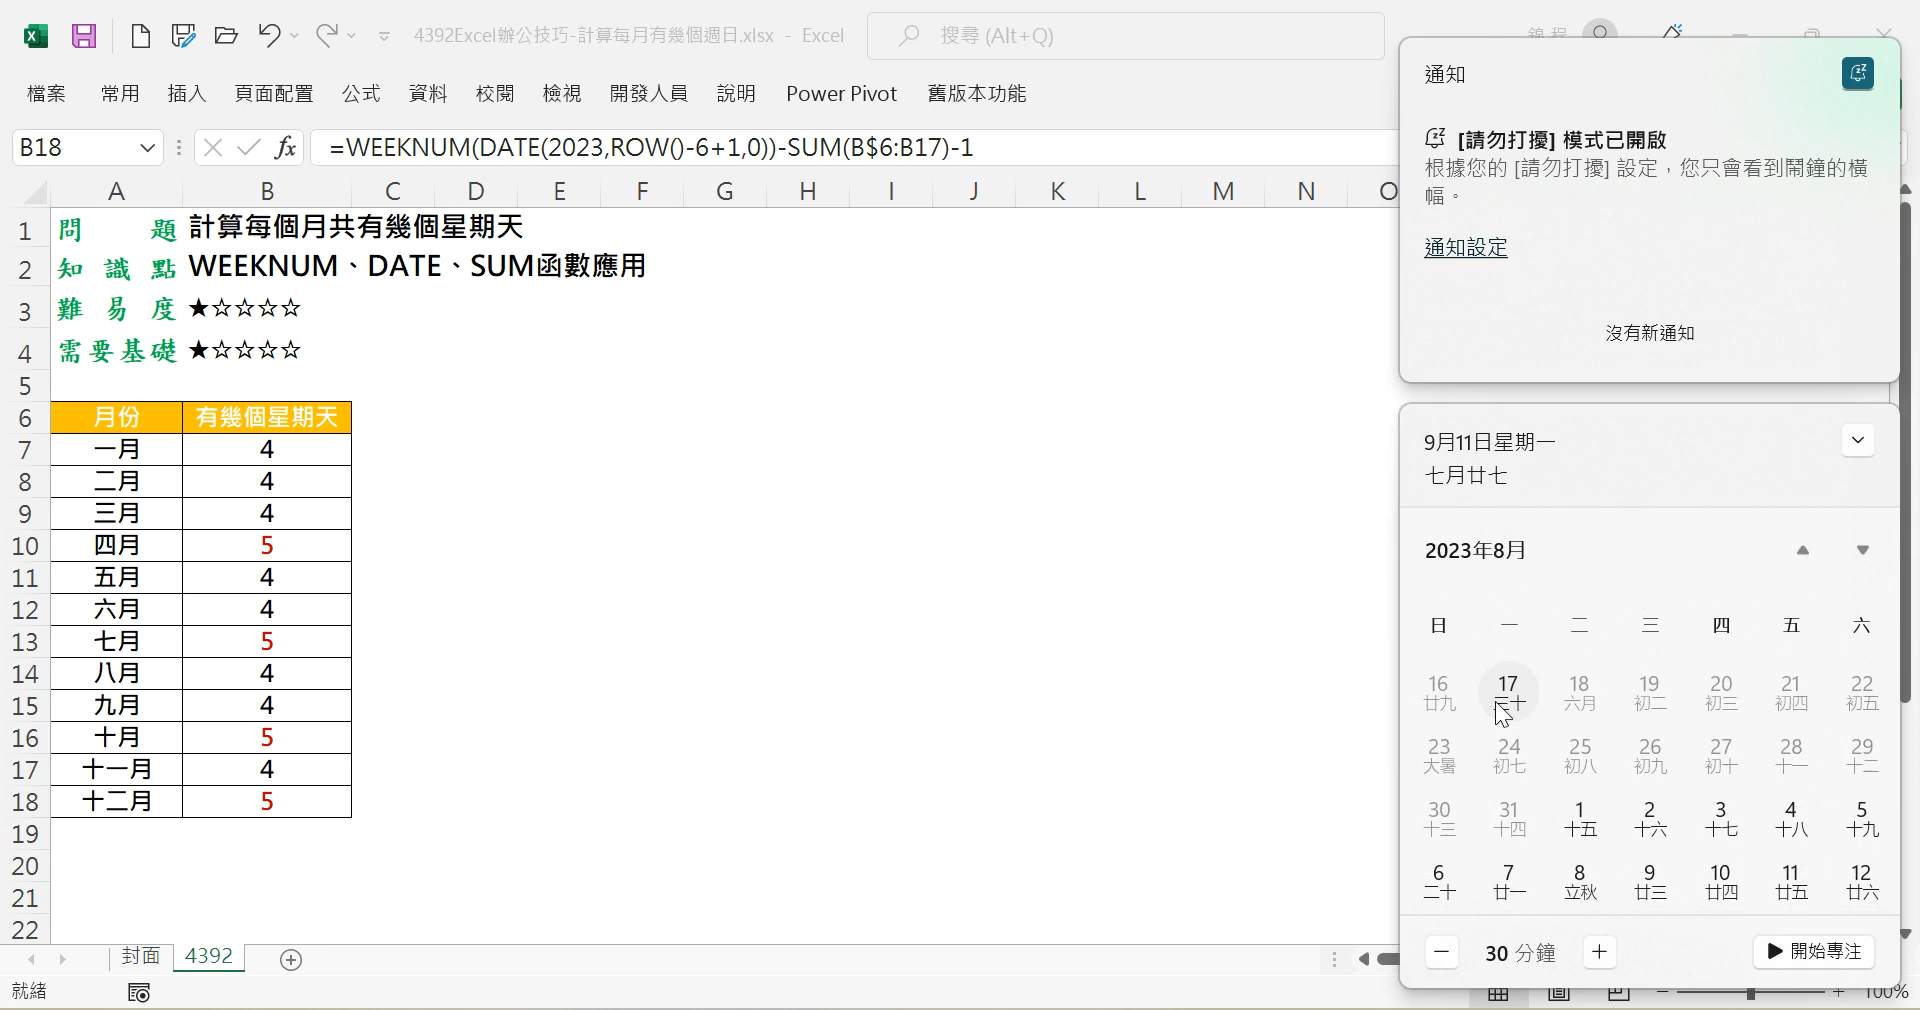 4392Excel辦公技巧-計算每月有幾個週日.xlsx - Excel
搜尋 (Alt+Q)
錦 程
檔案 常用 插入 頁面配置 公式 資料 校閱 檢視 開發人員 說明 Power Pivot 舊版本功能
B18
fx
=WEEKNUM(DATE(2023,ROW()-6+1,0))-SUM(B$6:B17)-1
A B C D E F G H I J K L M N O
1 問題 計算每個月共有幾個星期天
2 知識點 WEEKNUM、DATE、SUM函數應用
3 難易度 ★☆☆☆☆
4 需要基礎 ★☆☆☆☆
5
6 月份 有幾個星期天
7 一月 4
8 二月 4
9 三月 4
10 四月 5
11 五月 4
12 六月 4
13 七月 5
14 八月 4
15 九月 4
16 十月 5
17 十一月 4
18 十二月 5
19
20
21
22
封面 4392
就緒
100%
通知
[請勿打擾] 模式已開啟
根據您的 [請勿打擾] 設定，您只會看到鬧鐘的橫
幅。
通知設定
沒有新通知
9月11日星期一
七月廿七
2023年8月
日 一 二 三 四 五 六
16 17 18 19 20 21 22
廿九 三十 六月 初二 初三 初四 初五
23 24 25 26 27 28 29
大暑 初七 初八 初九 初十 十一 十二
30 31 1 2 3 4 5
十三 十四 十五 十六 十七 十八 十九
6 7 8 9 10 11 12
二十 廿一 立秋 廿三 廿四 廿五 廿六
30 分鐘
開始專注